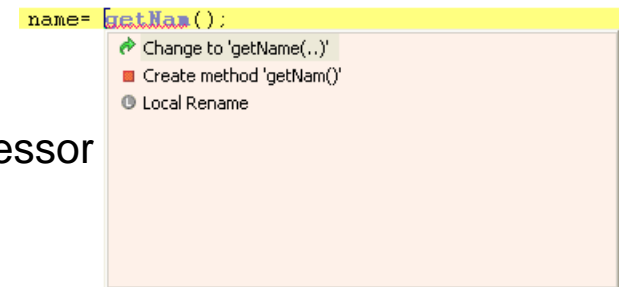 name= getNam();
Change to 'getName(..)'
Create method 'getNam()'
Local Rename
essor